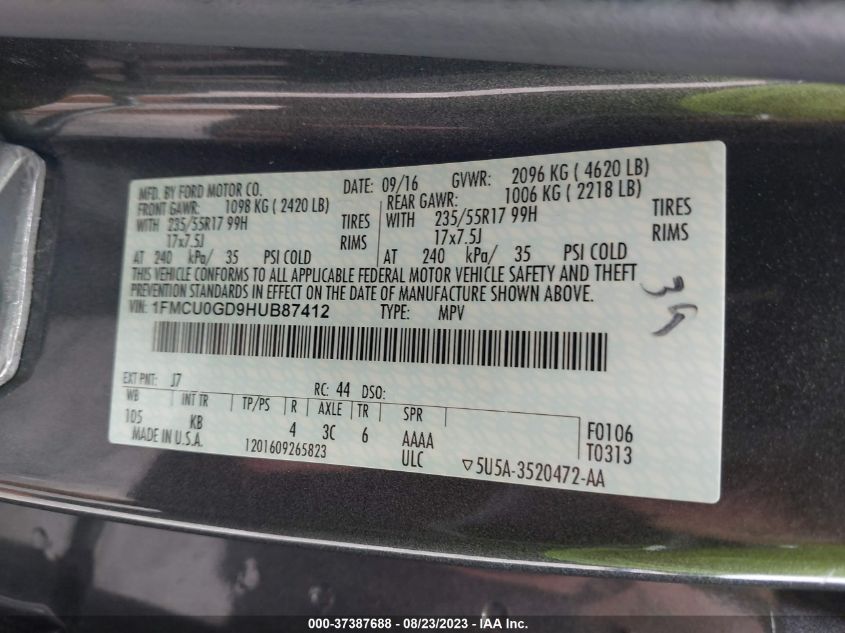 MFD. BY FORD MOTOR CO. DATE: 09/16 GVWR: 2096 KG ( 4620 LB)
FRONT GAWR: 1098 KG ( 2420 LB) REAR GAWR: 1006 KG ( 2218 LB)
WITH 235/55R17 99H TIRES WITH 235/55R17 99H TIRES
17x7.5J RIMS 17x7.5J RIMS
AT 240 kPa/ 35 PSI COLD AT 240 kPa/ 35 PSI COLD
THIS VEHICLE CONFORMS TO ALL APPLICABLE FEDERAL MOTOR VEHICLE SAFETY AND THEFT
PREVENTION STANDARDS IN EFFECT ON THE DATE OF MANUFACTURE SHOWN ABOVE.
VIN: 1FMCU0GD9HUB87412 TYPE: MPV
EXT PNT: J7 RC: 44 DSO:
WB INT TR TP/PS R AXLE TR SPR
105 KB 4 3C 6 AAAA F0106
MADE IN U.S.A. 1201609265823 ULC T0313
▽5U5A-3520472-AA
000-37387688 - 08/23/2023 - IAA, Inc.